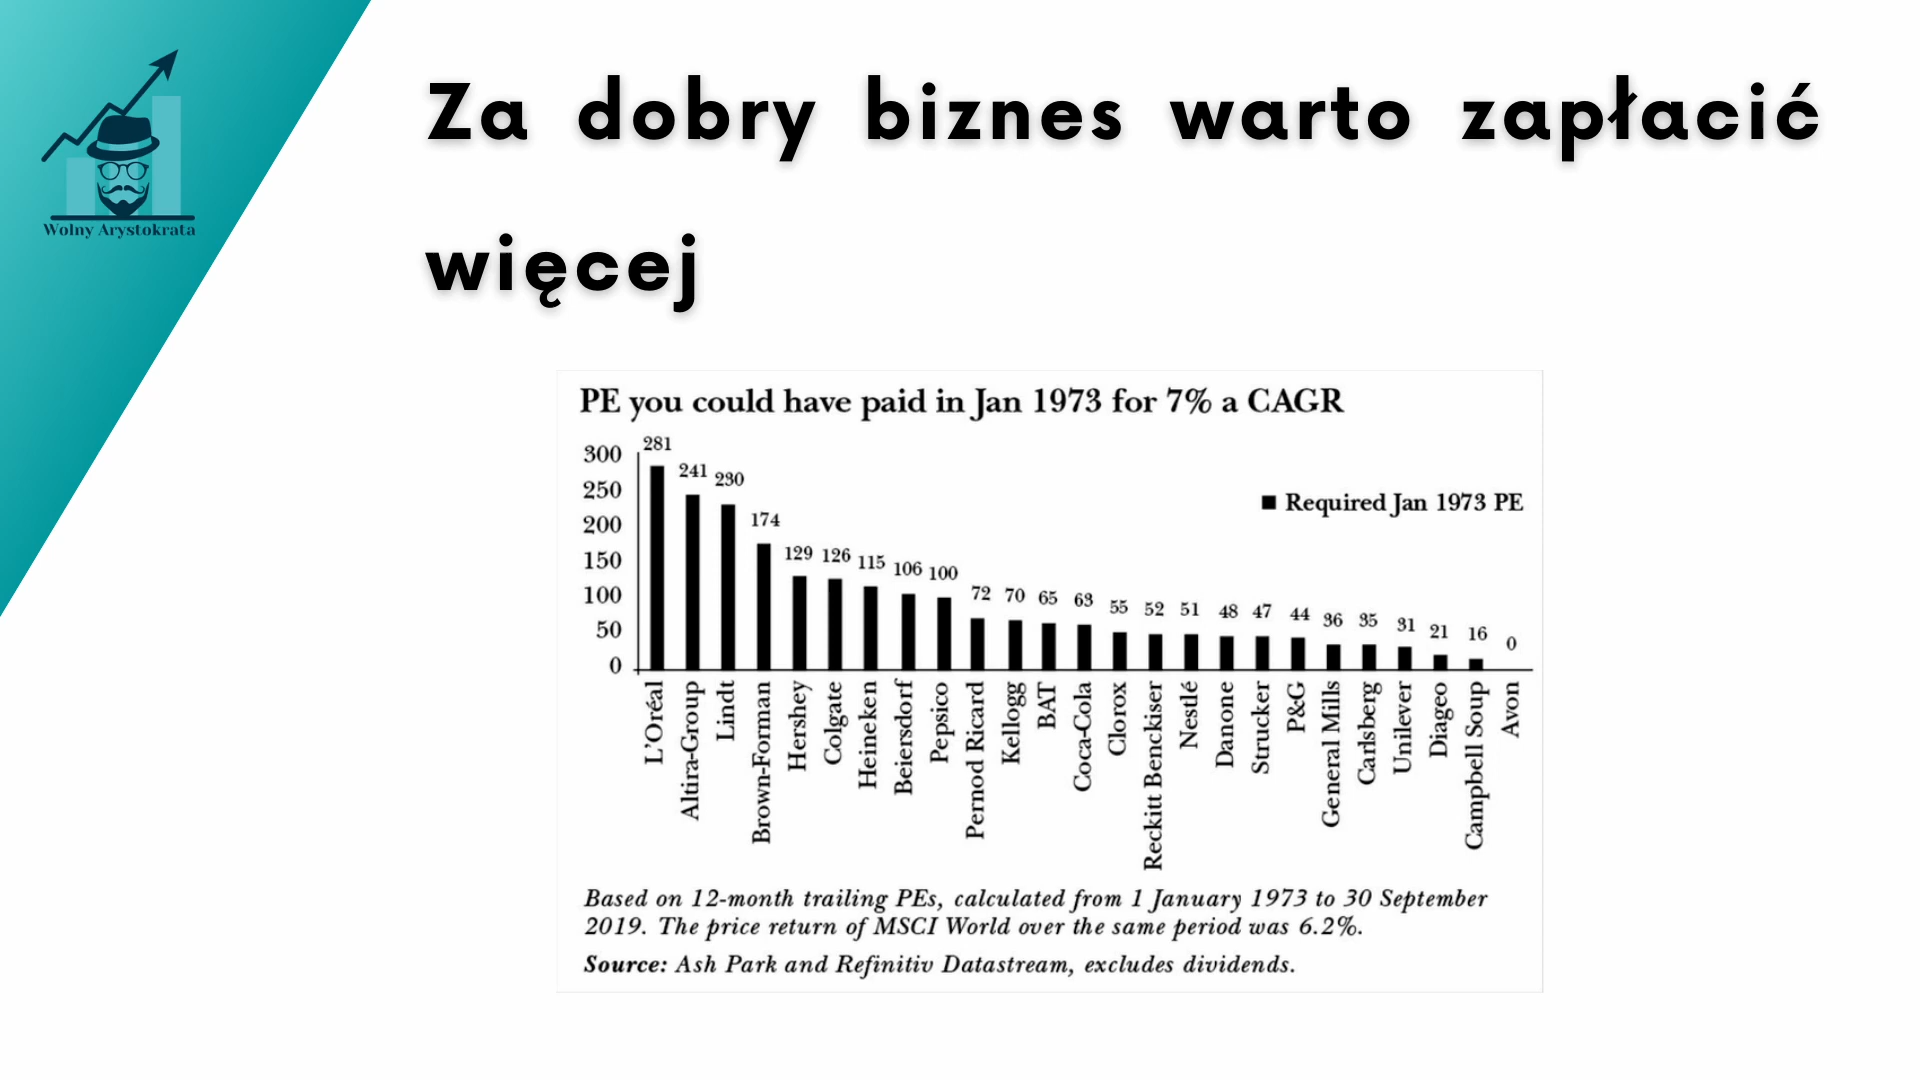 Wolny Arystokrata
Za dobry biznes warto zapłacić
więcej
PE you could have paid in Jan 1973 for 7% a CAGR
300
250
200
150
100
50
0
281
241
230
174
129
126
115
106
100
72
70
65
63
55
52
51
48
47
44
36
35
31
21
16
0
Required Jan 1973 PE
L'Oréal
Altira-Group
Lindt
Brown-Forman
Hershey
Colgate
Heineken
Beiersdorf
Pepsico
Pernod Ricard
Kellogg
BAT
Coca-Cola
Clorox
Reckitt Benckiser
Nestlé
Danone
Strucker
P&G
General Mills
Carlsberg
Unilever
Diageo
Campbell Soup
Avon
Based on 12-month trailing PEs, calculated from 1 January 1973 to 30 September
2019. The price return of MSCI World over the same period was 6.2%.
Source: Ash Park and Refinitiv Datastream, excludes dividends.